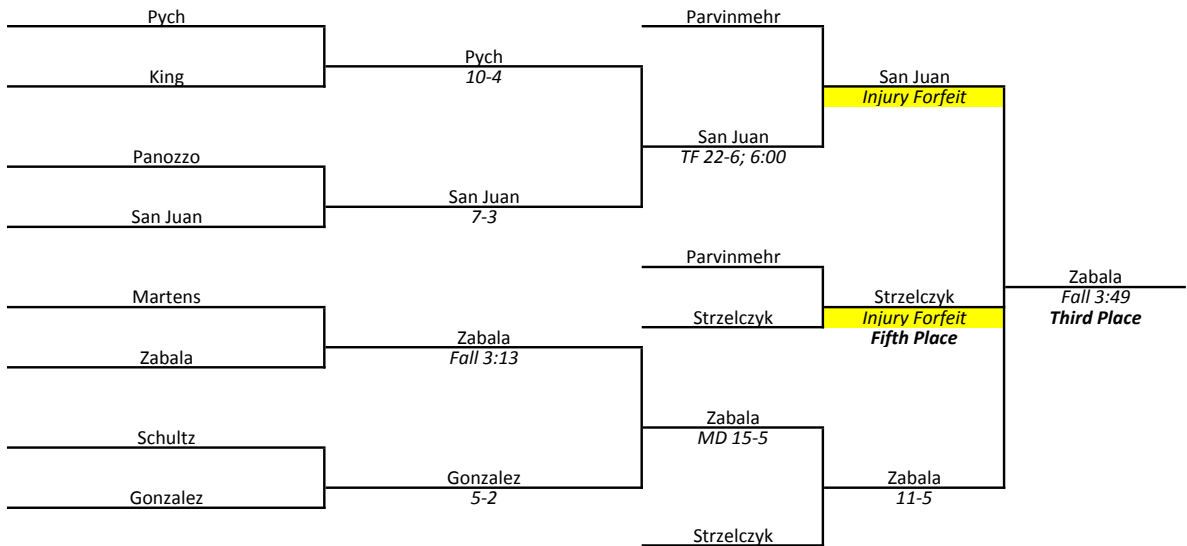 Pych
Parvinmehr
Pych
King
10-4
San Juan
Injury Forfeit
San Juan
Panozzo
TF 22-6; 6:00
San Juan
San Juan
7-3
Parvinmehr
Zabala
Martens
Strzelczyk
Fall 3:49
Strzelczyk
Injury Forfeit
Third Place
Zabala
Fifth Place
Zabala
Fall 3:13
Zabala
Schultz
MD 15-5
Gonzalez
Zabala
Gonzalez
5-2
11-5
Strzelczyk